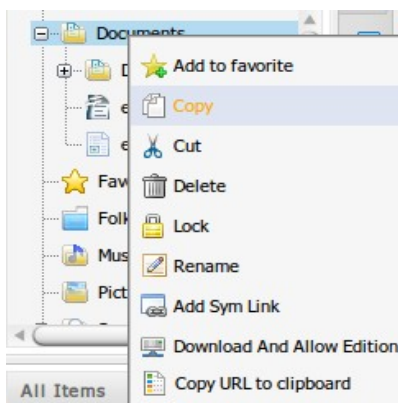 Documents
Add to favorite
Copy
Cut
Delete
Lock
Rename
Add Sym Link
Download And Allow Edition
Copy URL to clipboard
All Items